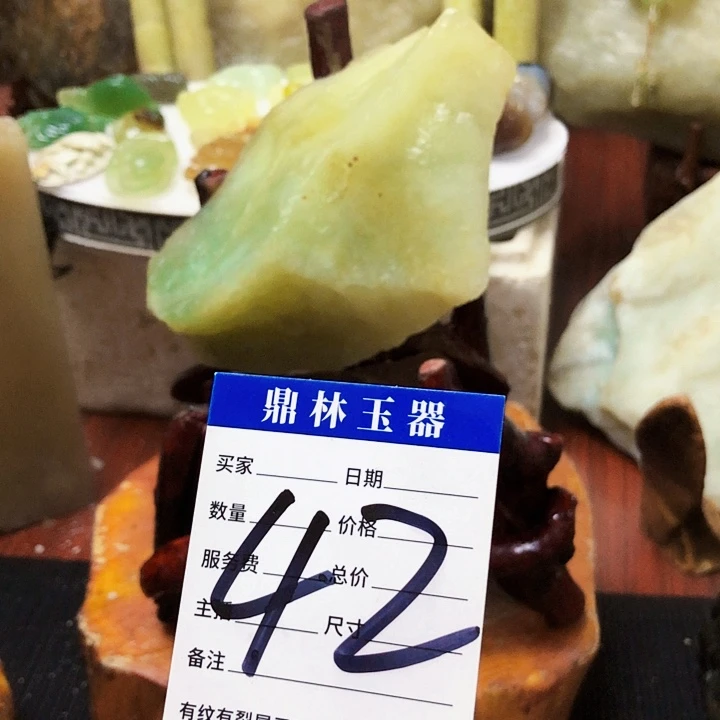 鼎林玉器
买家 日期
数量 价格
服务费 总价
主播 尺寸
备注
42
有纹有裂